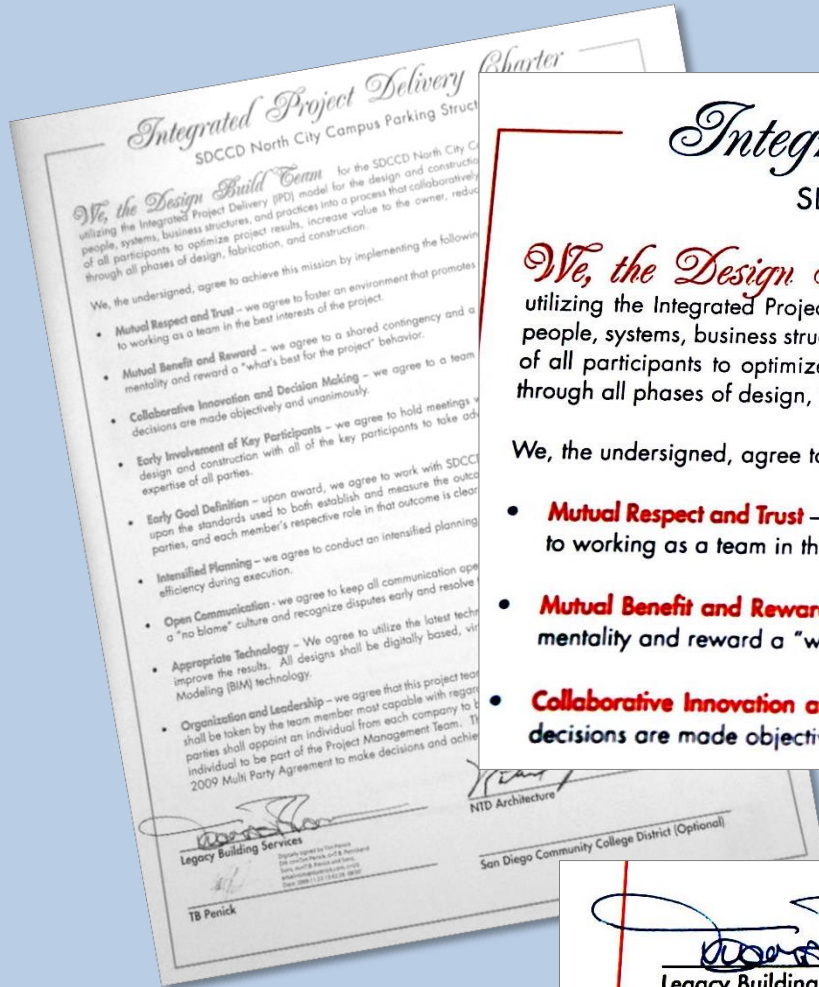 Integrated Project Delivery Charter
SDCCD North City Campus Parking Struct
We, the Design Build Team for the SDCCD North City C
utilizing the Integrated Project Delivery (IPD) model for the design and constructio
people, systems, business structures, and practices into a process that collaboratively
of all participants to optimize project results, increase value to the owner, reduc
through all phases of design, fabrication, and construction.
We, the undersigned, agree to achieve this mission by implementing the followin
• Mutual Respect and Trust – we agree to foster an environment that promotes
to working as a team in the best interests of the project.
• Mutual Benefit and Reward – we agree to a shared contingency and a
mentality and reward a "what's best for the project" behavior.
• Collaborative Innovation and Decision Making – we agree to a team
decisions are made objectively and unanimously.
• Early Involvement of Key Participants – we agree to hold meetings w
design and construction with all of the key participants to take adv
expertise of all parties.
• Early Goal Definition – upon award, we agree to work with SDCC
upon the standards used to both establish and measure the outco
parties, and each member's respective role in that outcome is clear
• Intensified Planning – we agree to conduct an intensified planning
efficiency during execution.
• Open Communication - we agree to keep all communication ope
a "no blame" culture and recognize disputes early and resolve
• Appropriate Technology – We agree to utilize the latest techn
improve the results. All designs shall be digitally based, vir
Modeling (BIM) technology.
• Organization and Leadership – we agree that this project tea
shall be taken by the team member most capable with regar
parties shall appoint an individual from each company to b
individual to be part of the Project Management Team. Th
2009 Multi Party Agreement to make decisions and achie
Legacy Building Services
NTD Architecture
TB Penick
San Diego Community College District (Optional)
Integr
SD
We, the Design
utilizing the Integrated Projec
people, systems, business stru
of all participants to optimize
through all phases of design,
We, the undersigned, agree to
• Mutual Respect and Trust –
to working as a team in th
• Mutual Benefit and Rewar
mentality and reward a "w
• Collaborative Innovation a
decisions are made objectiv
Legacy Building